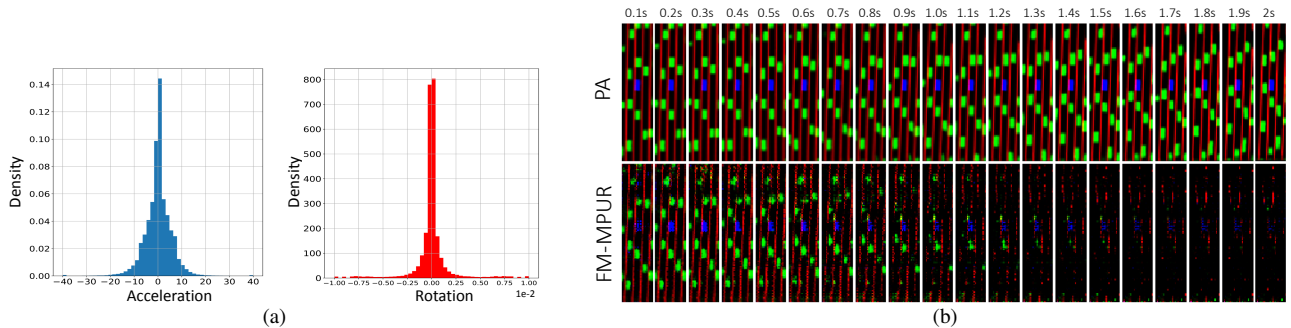 0.1s 0.2s 0.3s 0.4s 0.5s 0.6s 0.7s 0.8s 0.9s 1.0s 1.1s 1.2s 1.3s 1.4s 1.5s 1.6s 1.7s 1.8s 1.9s 2s
Density
0.14
0.12
0.10
0.08
0.06
0.04
0.02
0.00
−40 −30 −20 −10 0 10 20 30 40
Acceleration
Density
800
700
600
500
400
300
200
100
0
−1.00 −0.75 −0.50 −0.25 0.00 0.25 0.50 0.75 1.00
Rotation
1e−2
(a)
PA
FM-MPUR
(b)